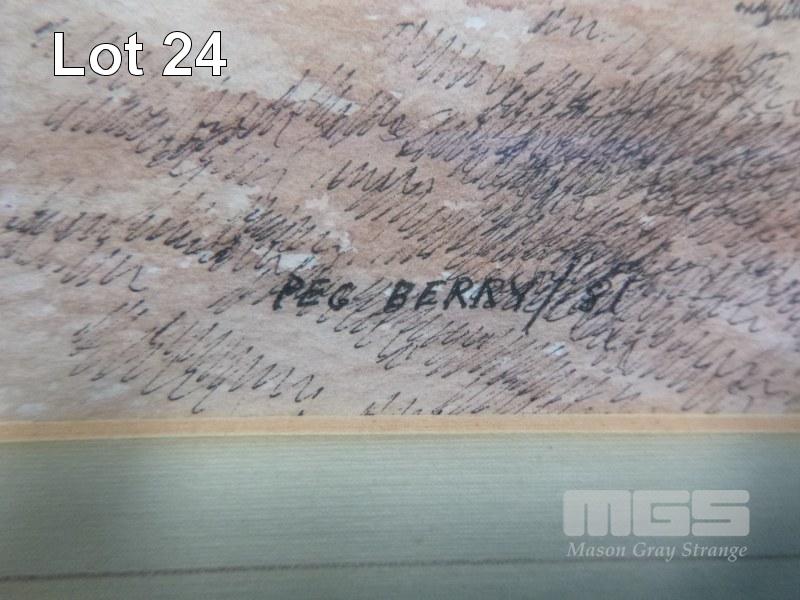 Lot 24
PEG BERRY/81
MGS
Mason Gray Strange